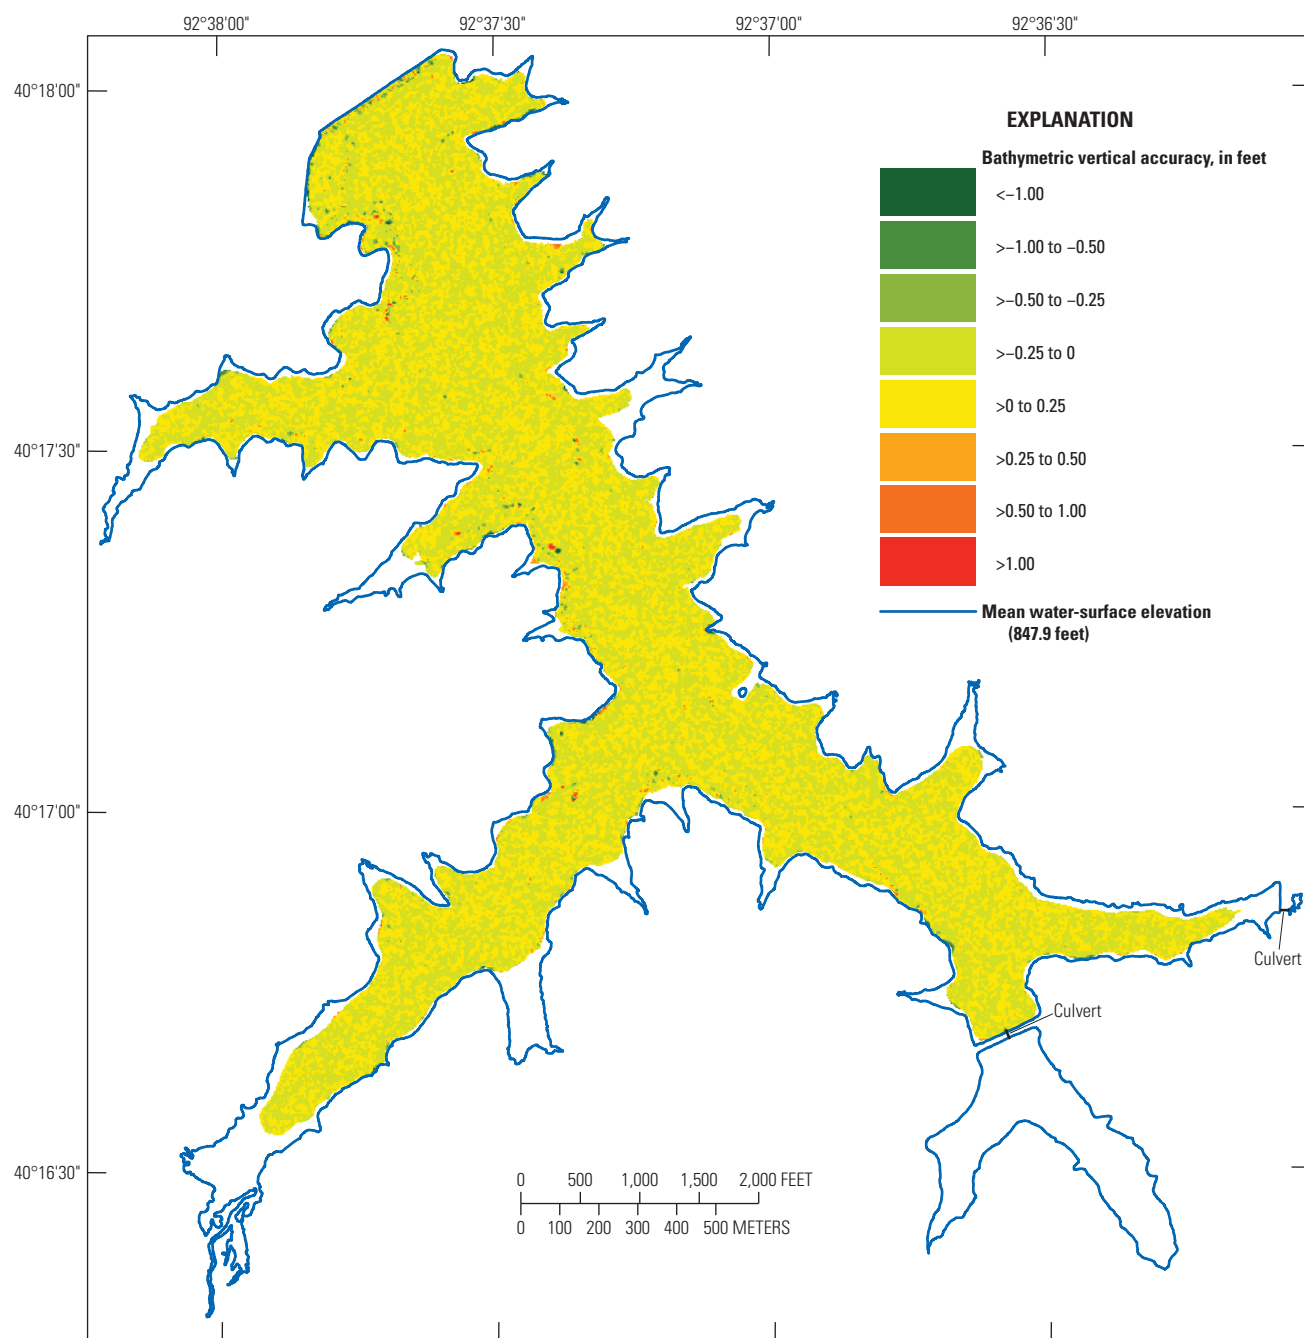 92°38'00"
92°37'30"
92°37'00"
92°36'30"
40°18'00"
40°17'30"
40°17'00"
40°16'30"
EXPLANATION
Bathymetric vertical accuracy, in feet
<−1.00
>−1.00 to −0.50
>−0.50 to −0.25
>−0.25 to 0
>0 to 0.25
>0.25 to 0.50
>0.50 to 1.00
>1.00
Mean water-surface elevation
(847.9 feet)
Culvert
Culvert
0 500 1,000 1,500 2,000 FEET
0 100 200 300 400 500 METERS